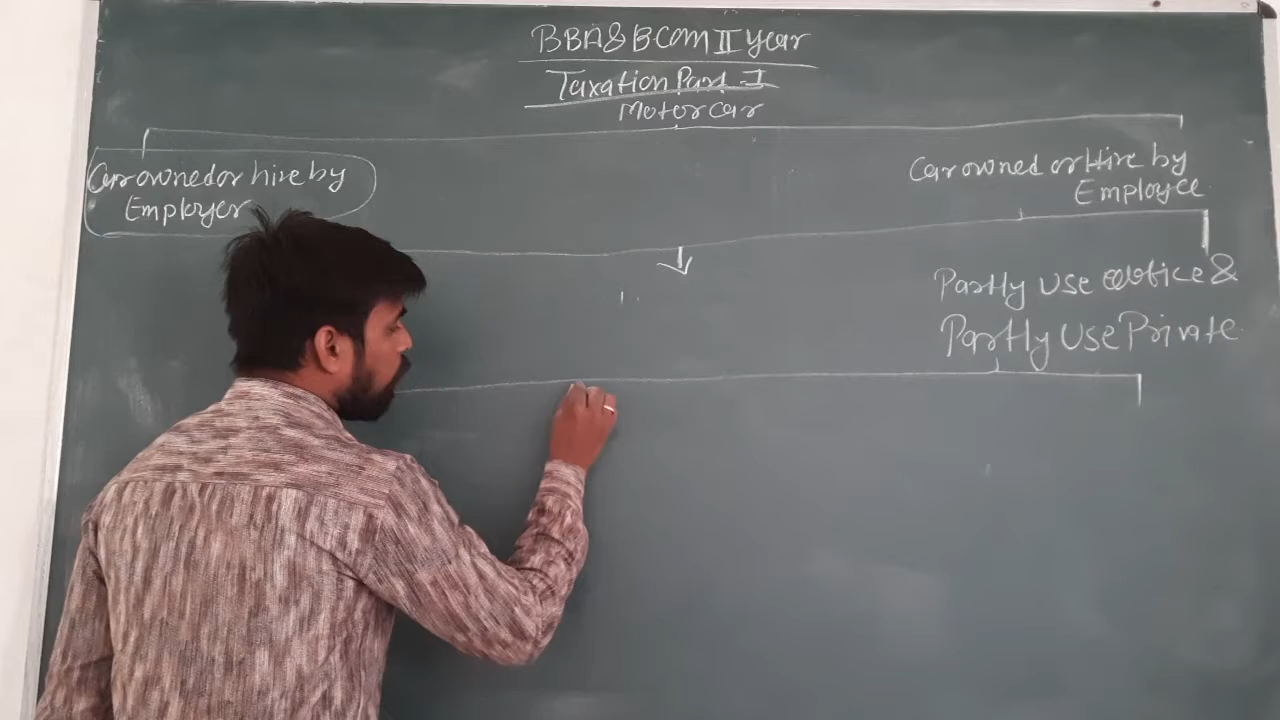 BBA & BCOM II year
Taxation Part - I
Motor car
Car owned or hire by
Employer
Car owned or Hire by
Employee
Partly Use office &
Partly Use Private